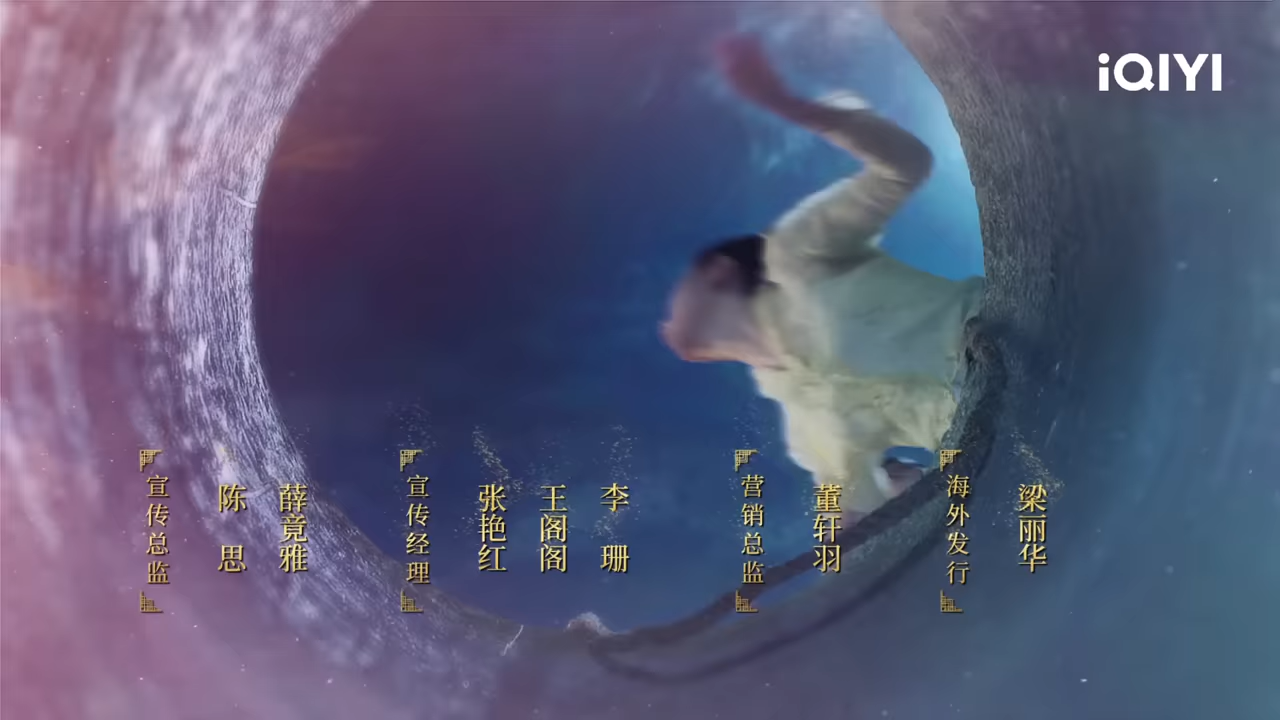 iQIYI
宣传总监
陈思
薛竟雅
宣传经理
张艳红
王阁阁
李珊
营销总监
董轩羽
海外发行
梁丽华